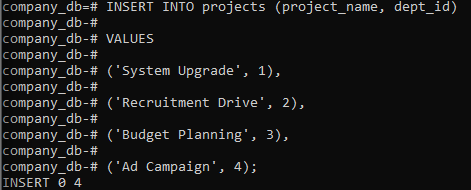 company_db=# INSERT INTO projects (project_name, dept_id)
company_db-#
company_db-# VALUES
company_db-#
company_db-# ('System Upgrade', 1),
company_db-#
company_db-# ('Recruitment Drive', 2),
company_db-#
company_db-# ('Budget Planning', 3),
company_db-#
company_db-# ('Ad Campaign', 4);
INSERT 0 4